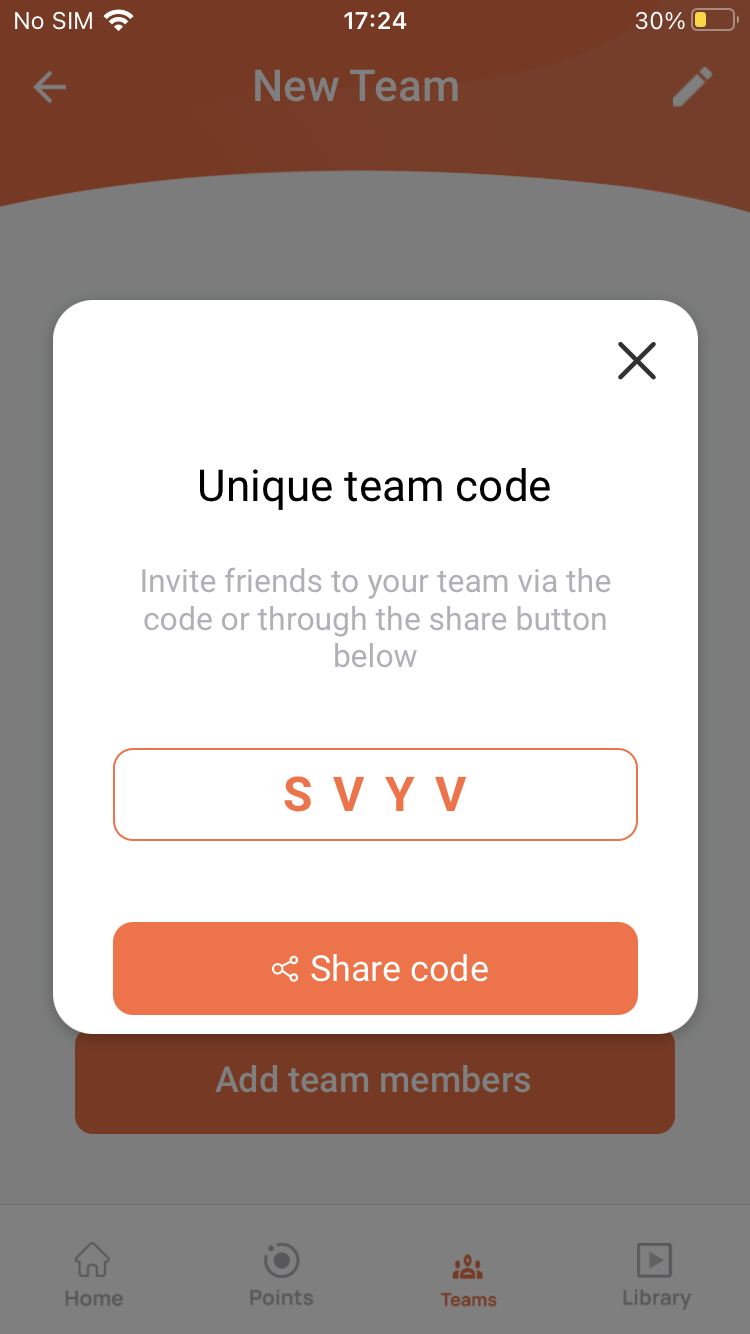 No SIM 17:24 30%
New Team
Unique team code
Invite friends to your team via the
code or through the share button
below
S V Y V
Share code
Add team members
Home Points Teams Library